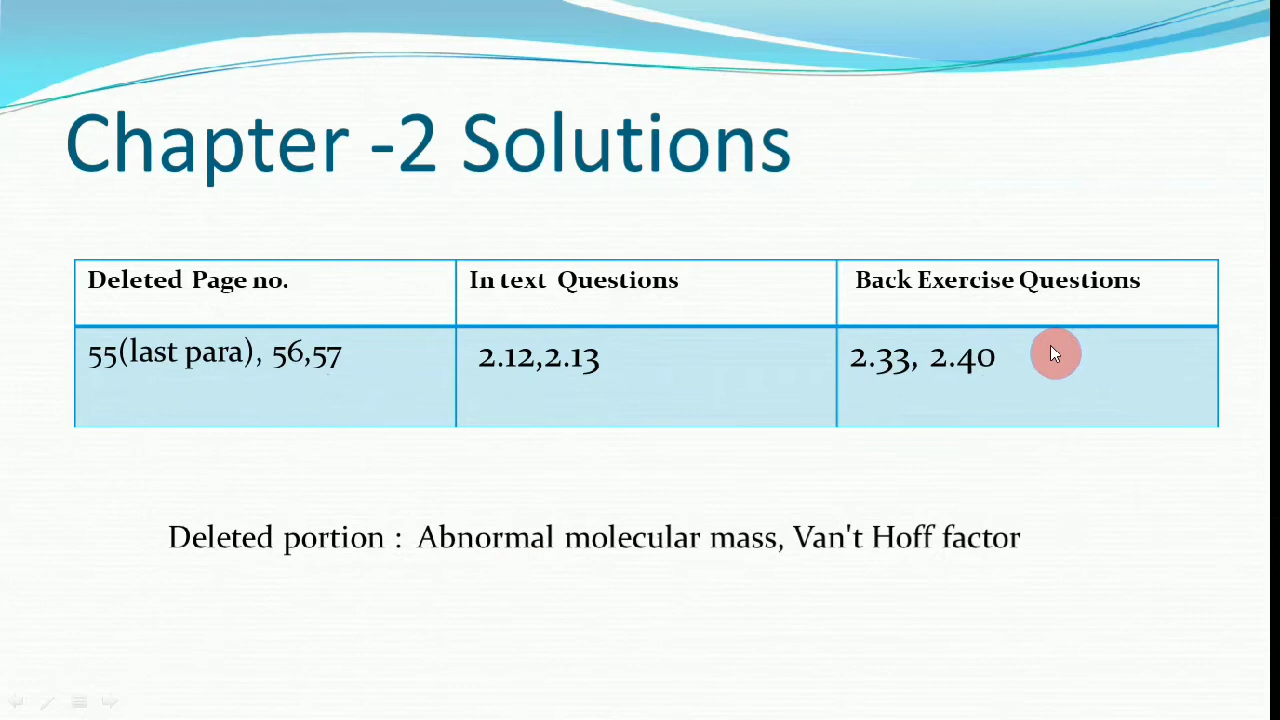 Chapter -2 Solutions
Deleted Page no.
In text Questions
Back Exercise Questions
55(last para), 56,57
2.12,2.13
2.33, 2.40
Deleted portion : Abnormal molecular mass, Van't Hoff factor